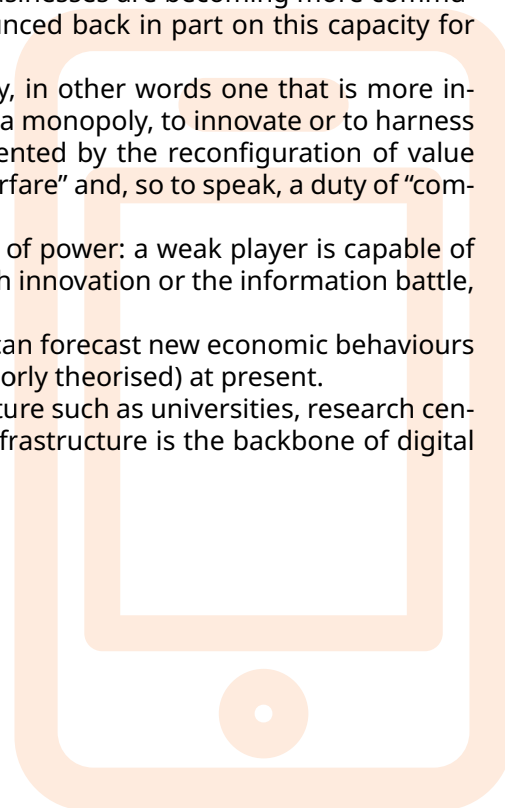 usinesses are becoming more commu-
unced back in part on this capacity for
y, in other words one that is more in-
a monopoly, to innovate or to harness
ented by the reconfiguration of value
rfare” and, so to speak, a duty of “com-
of power: a weak player is capable of
h innovation or the information battle,
can forecast new economic behaviours
orly theorised) at present.
ture such as universities, research cen-
frastructure is the backbone of digital